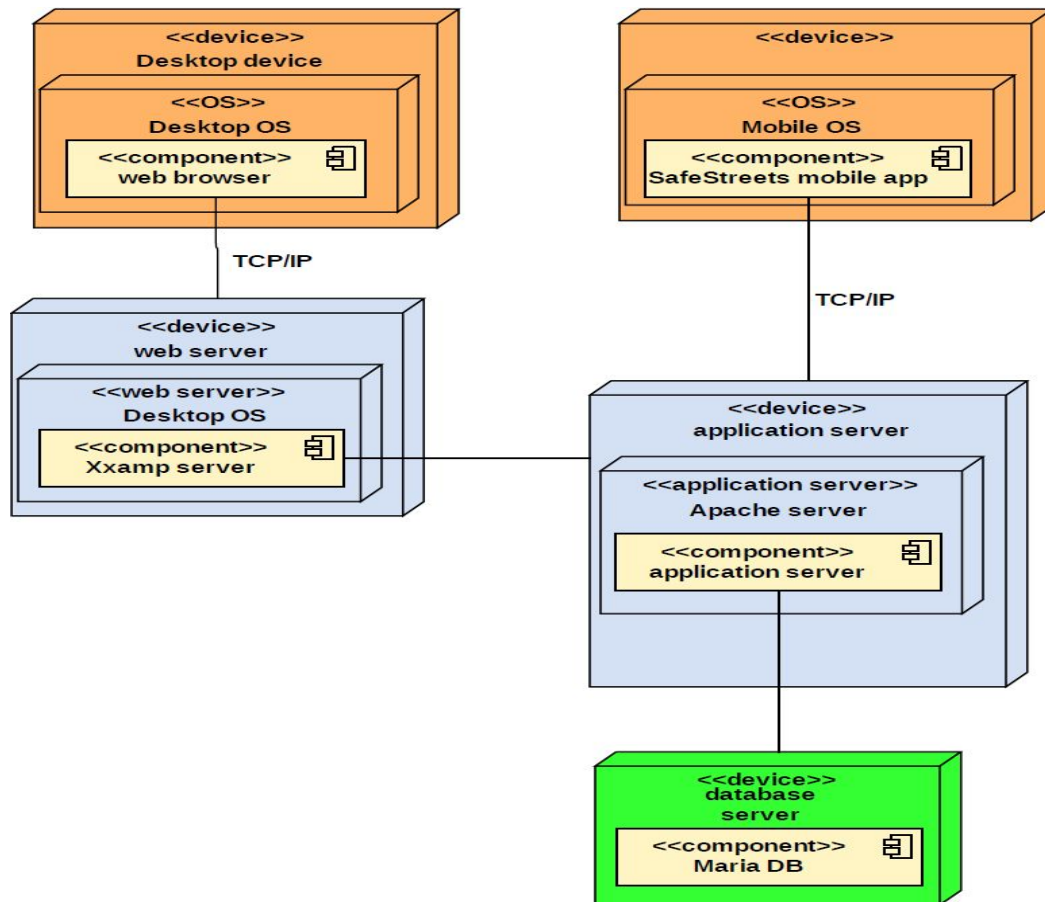 <<device>>
Desktop device
<<OS>>
Desktop OS
<<component>>
web browser
<<device>>
<<OS>>
Mobile OS
<<component>>
SafeStreets mobile app
TCP/IP
TCP/IP
<<device>>
web server
<<web server>>
Desktop OS
<<component>>
Xxamp server
<<device>>
application server
<<application server>>
Apache server
<<component>>
application server
<<device>>
database
server
<<component>>
Maria DB